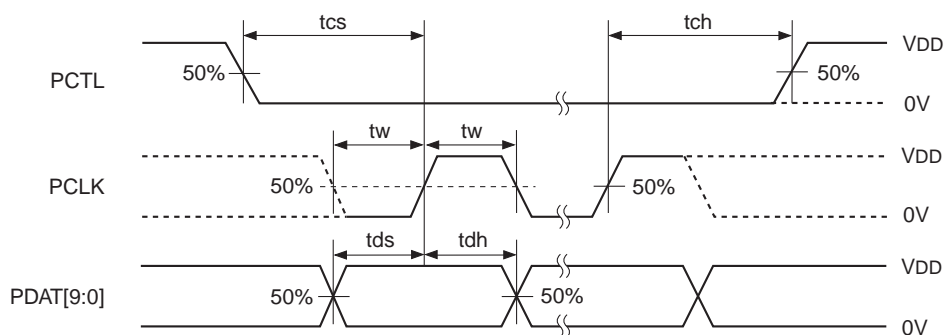 tcs
tch
PCTL
50%
50%
VDD
0V
tw
tw
PCLK
50%
50%
VDD
0V
tds
tdh
PDAT[9:0]
50%
50%
VDD
0V